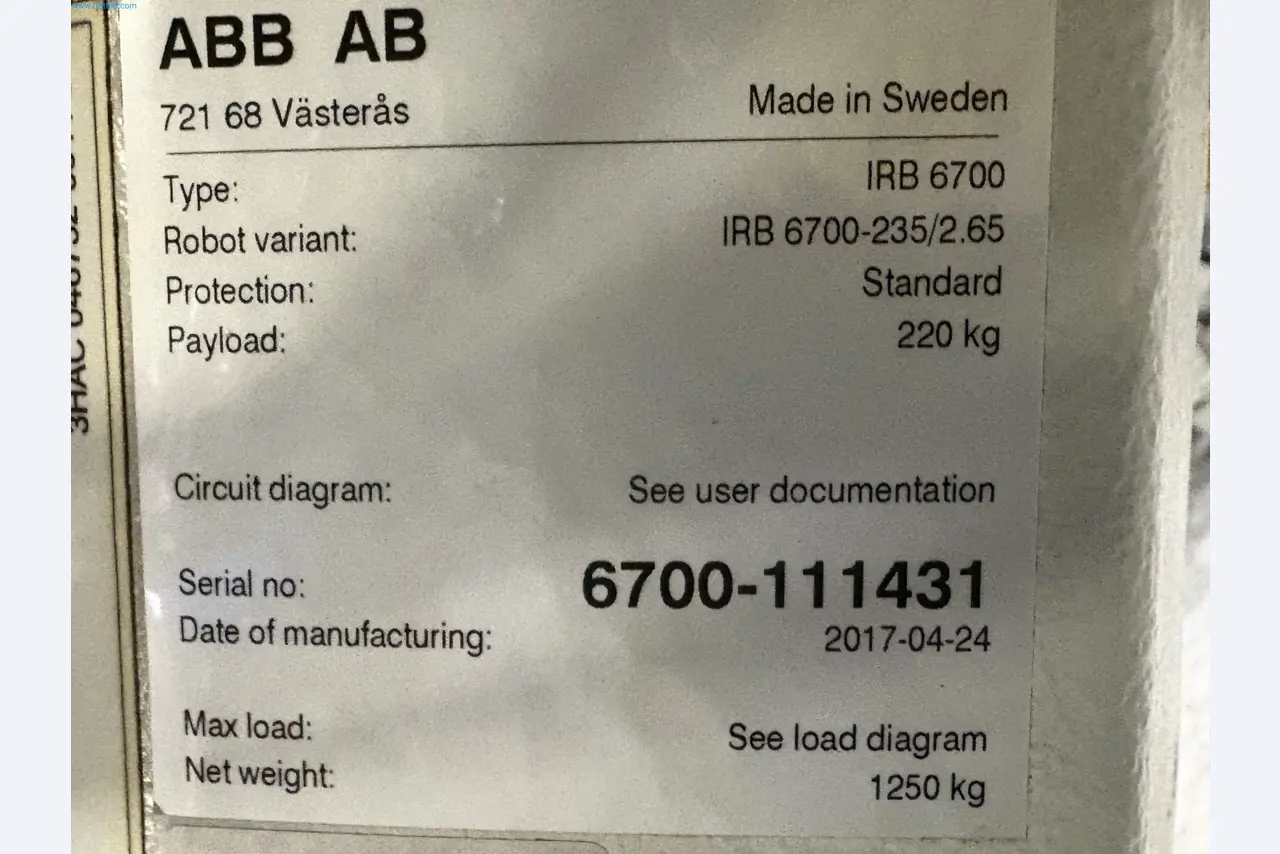 ABB AB
721 68 Västerås
Made in Sweden
Type: IRB 6700
Robot variant: IRB 6700-235/2.65
Protection: Standard
Payload: 220 kg
Circuit diagram: See user documentation
Serial no: 6700-111431
Date of manufacturing: 2017-04-24
Max load: See load diagram
Net weight: 1250 kg
3HAC